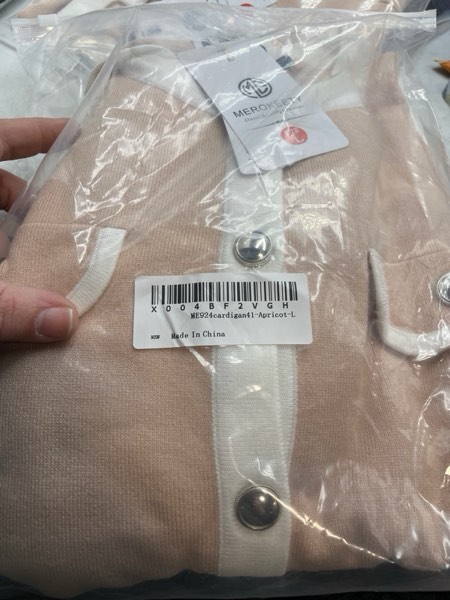 MEROKEETY
X004BF2VGH
ME924cardigan41-Apricot-L
NEW Made In China